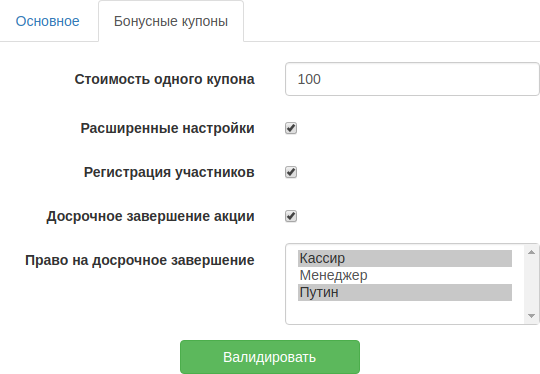 Основное Бонусные купоны
Стоимость одного купона 100
Расширенные настройки
Регистрация участников
Досрочное завершение акции
Право на досрочное завершение Кассир
Менеджер
Путин
Валидировать